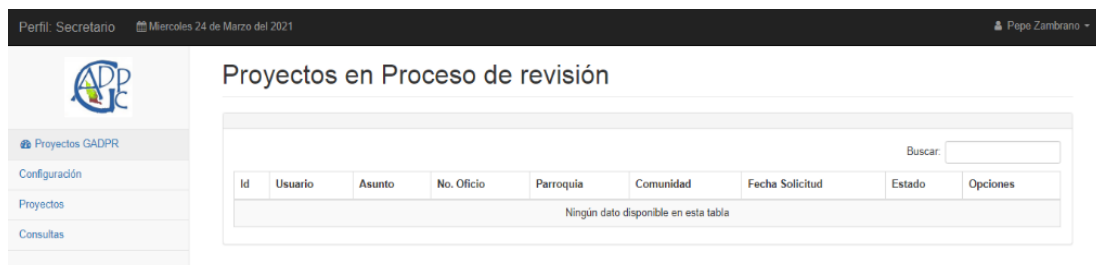 Perfil: Secretario Miercoles 24 de Marzo del 2021 Pepe Zambrano
Proyectos en Proceso de revisión
Proyectos GADPR
Configuración
Proyectos
Consultas
Buscar:
Id Usuario Asunto No. Oficio Parroquia Comunidad Fecha Solicitud Estado Opciones
Ningún dato disponible en esta tabla